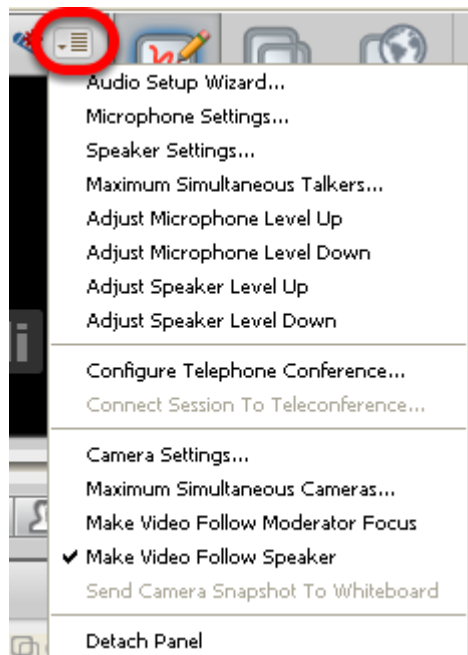 Audio Setup Wizard...
Microphone Settings...
Speaker Settings...
Maximum Simultaneous Talkers...
Adjust Microphone Level Up
Adjust Microphone Level Down
Adjust Speaker Level Up
Adjust Speaker Level Down
Configure Telephone Conference...
Connect Session To Teleconference...
Camera Settings...
Maximum Simultaneous Cameras...
Make Video Follow Moderator Focus
Make Video Follow Speaker
Send Camera Snapshot To Whiteboard
Detach Panel